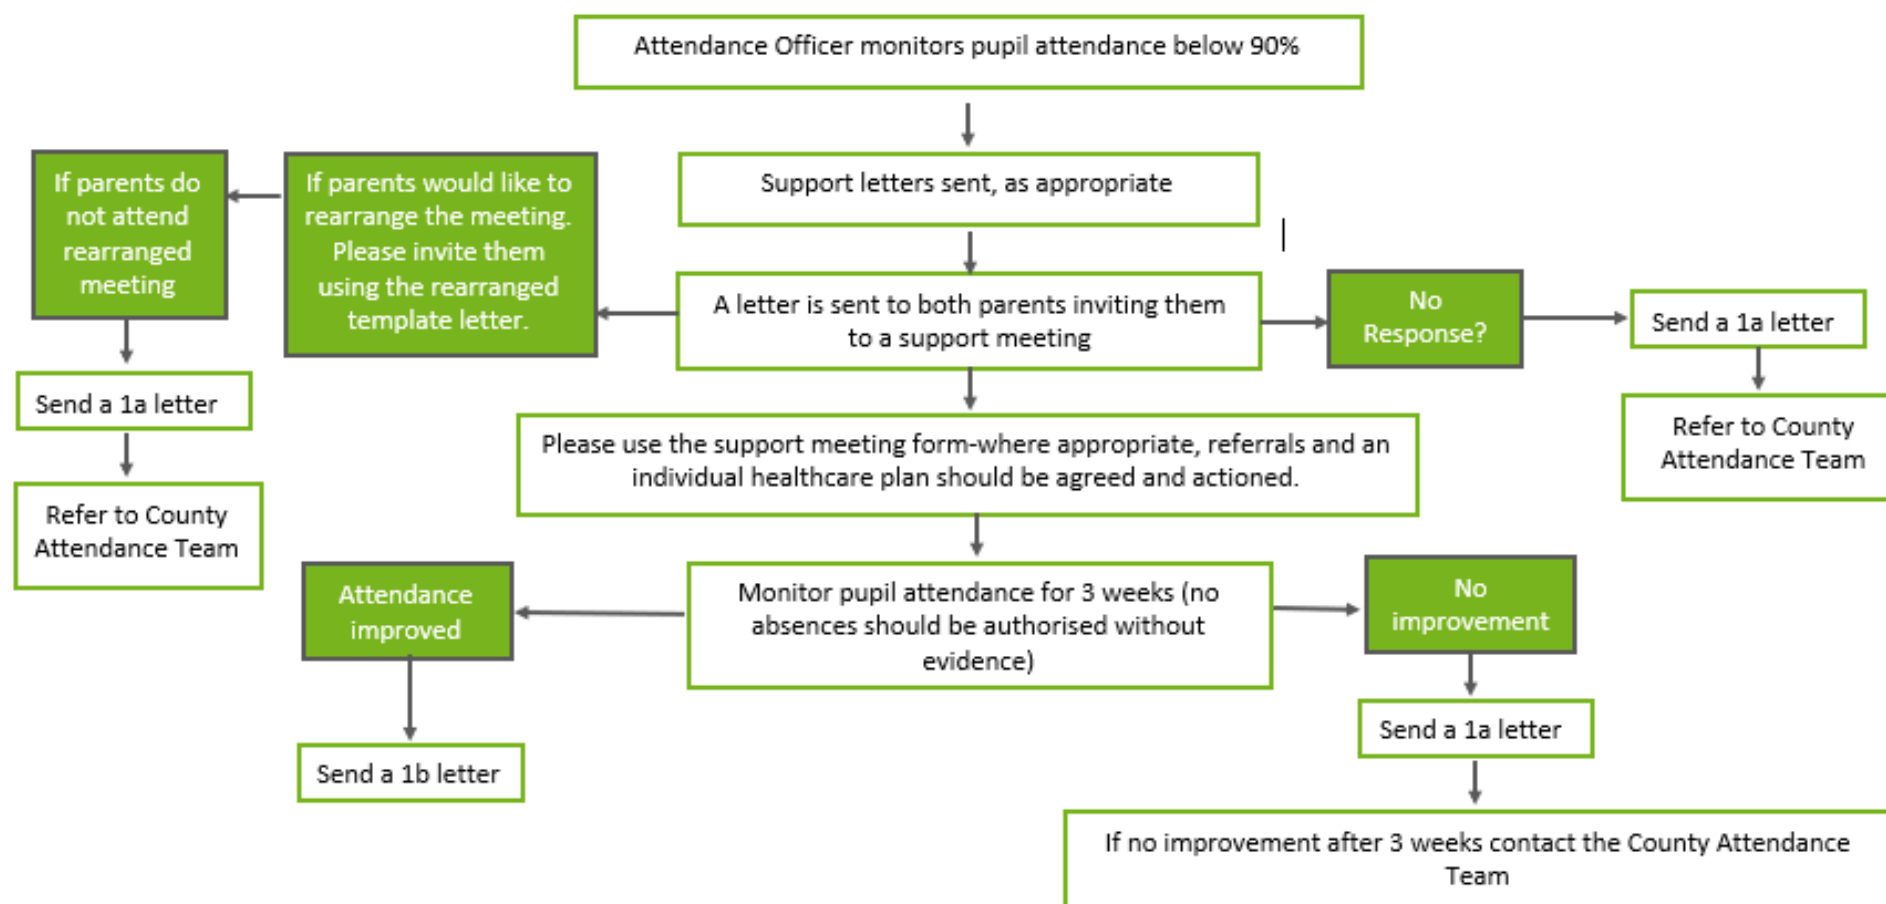 Attendance Officer monitors pupil attendance below 90%
Support letters sent, as appropriate
A letter is sent to both parents inviting them
to a support meeting
If parents would like to
rearrange the meeting.
Please invite them
using the rearranged
template letter.
If parents do
not attend
rearranged
meeting
Send a 1a letter
Refer to County
Attendance Team
No
Response?
Send a 1a letter
Refer to County
Attendance Team
Please use the support meeting form-where appropriate, referrals and an
individual healthcare plan should be agreed and actioned.
Monitor pupil attendance for 3 weeks (no
absences should be authorised without
evidence)
Attendance
improved
Send a 1b letter
No
improvement
Send a 1a letter
If no improvement after 3 weeks contact the County Attendance
Team